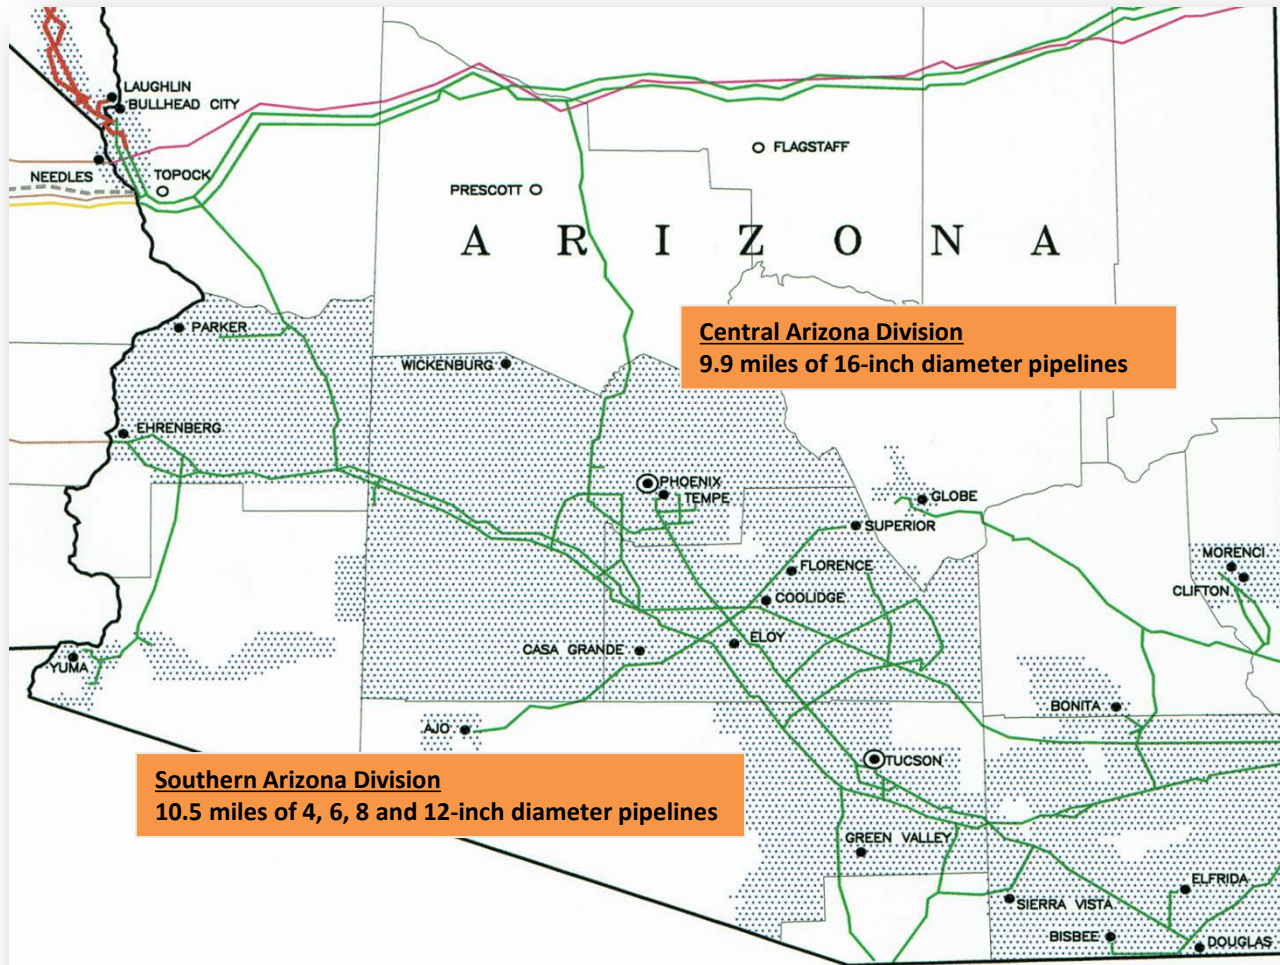 LAUGHLIN
BULLHEAD CITY
FLAGSTAFF
NEEDLES
TOPOCK
PRESCOTT
ARIZONA
Central Arizona Division
9.9 miles of 16-inch diameter pipelines
PARKER
WICKENBURG
EHRENBERG
PHOENIX
TEMPE
GLOBE
SUPERIOR
MORENCI
FLORENCE
CLIFTON
COOLIDGE
ELOY
CASA GRANDE
YUMA
BONITA
AJO
TUCSON
Southern Arizona Division
10.5 miles of 4, 6, 8 and 12-inch diameter pipelines
GREEN VALLEY
ELFRIDA
SIERRA VISTA
BISBEE
DOUGLAS